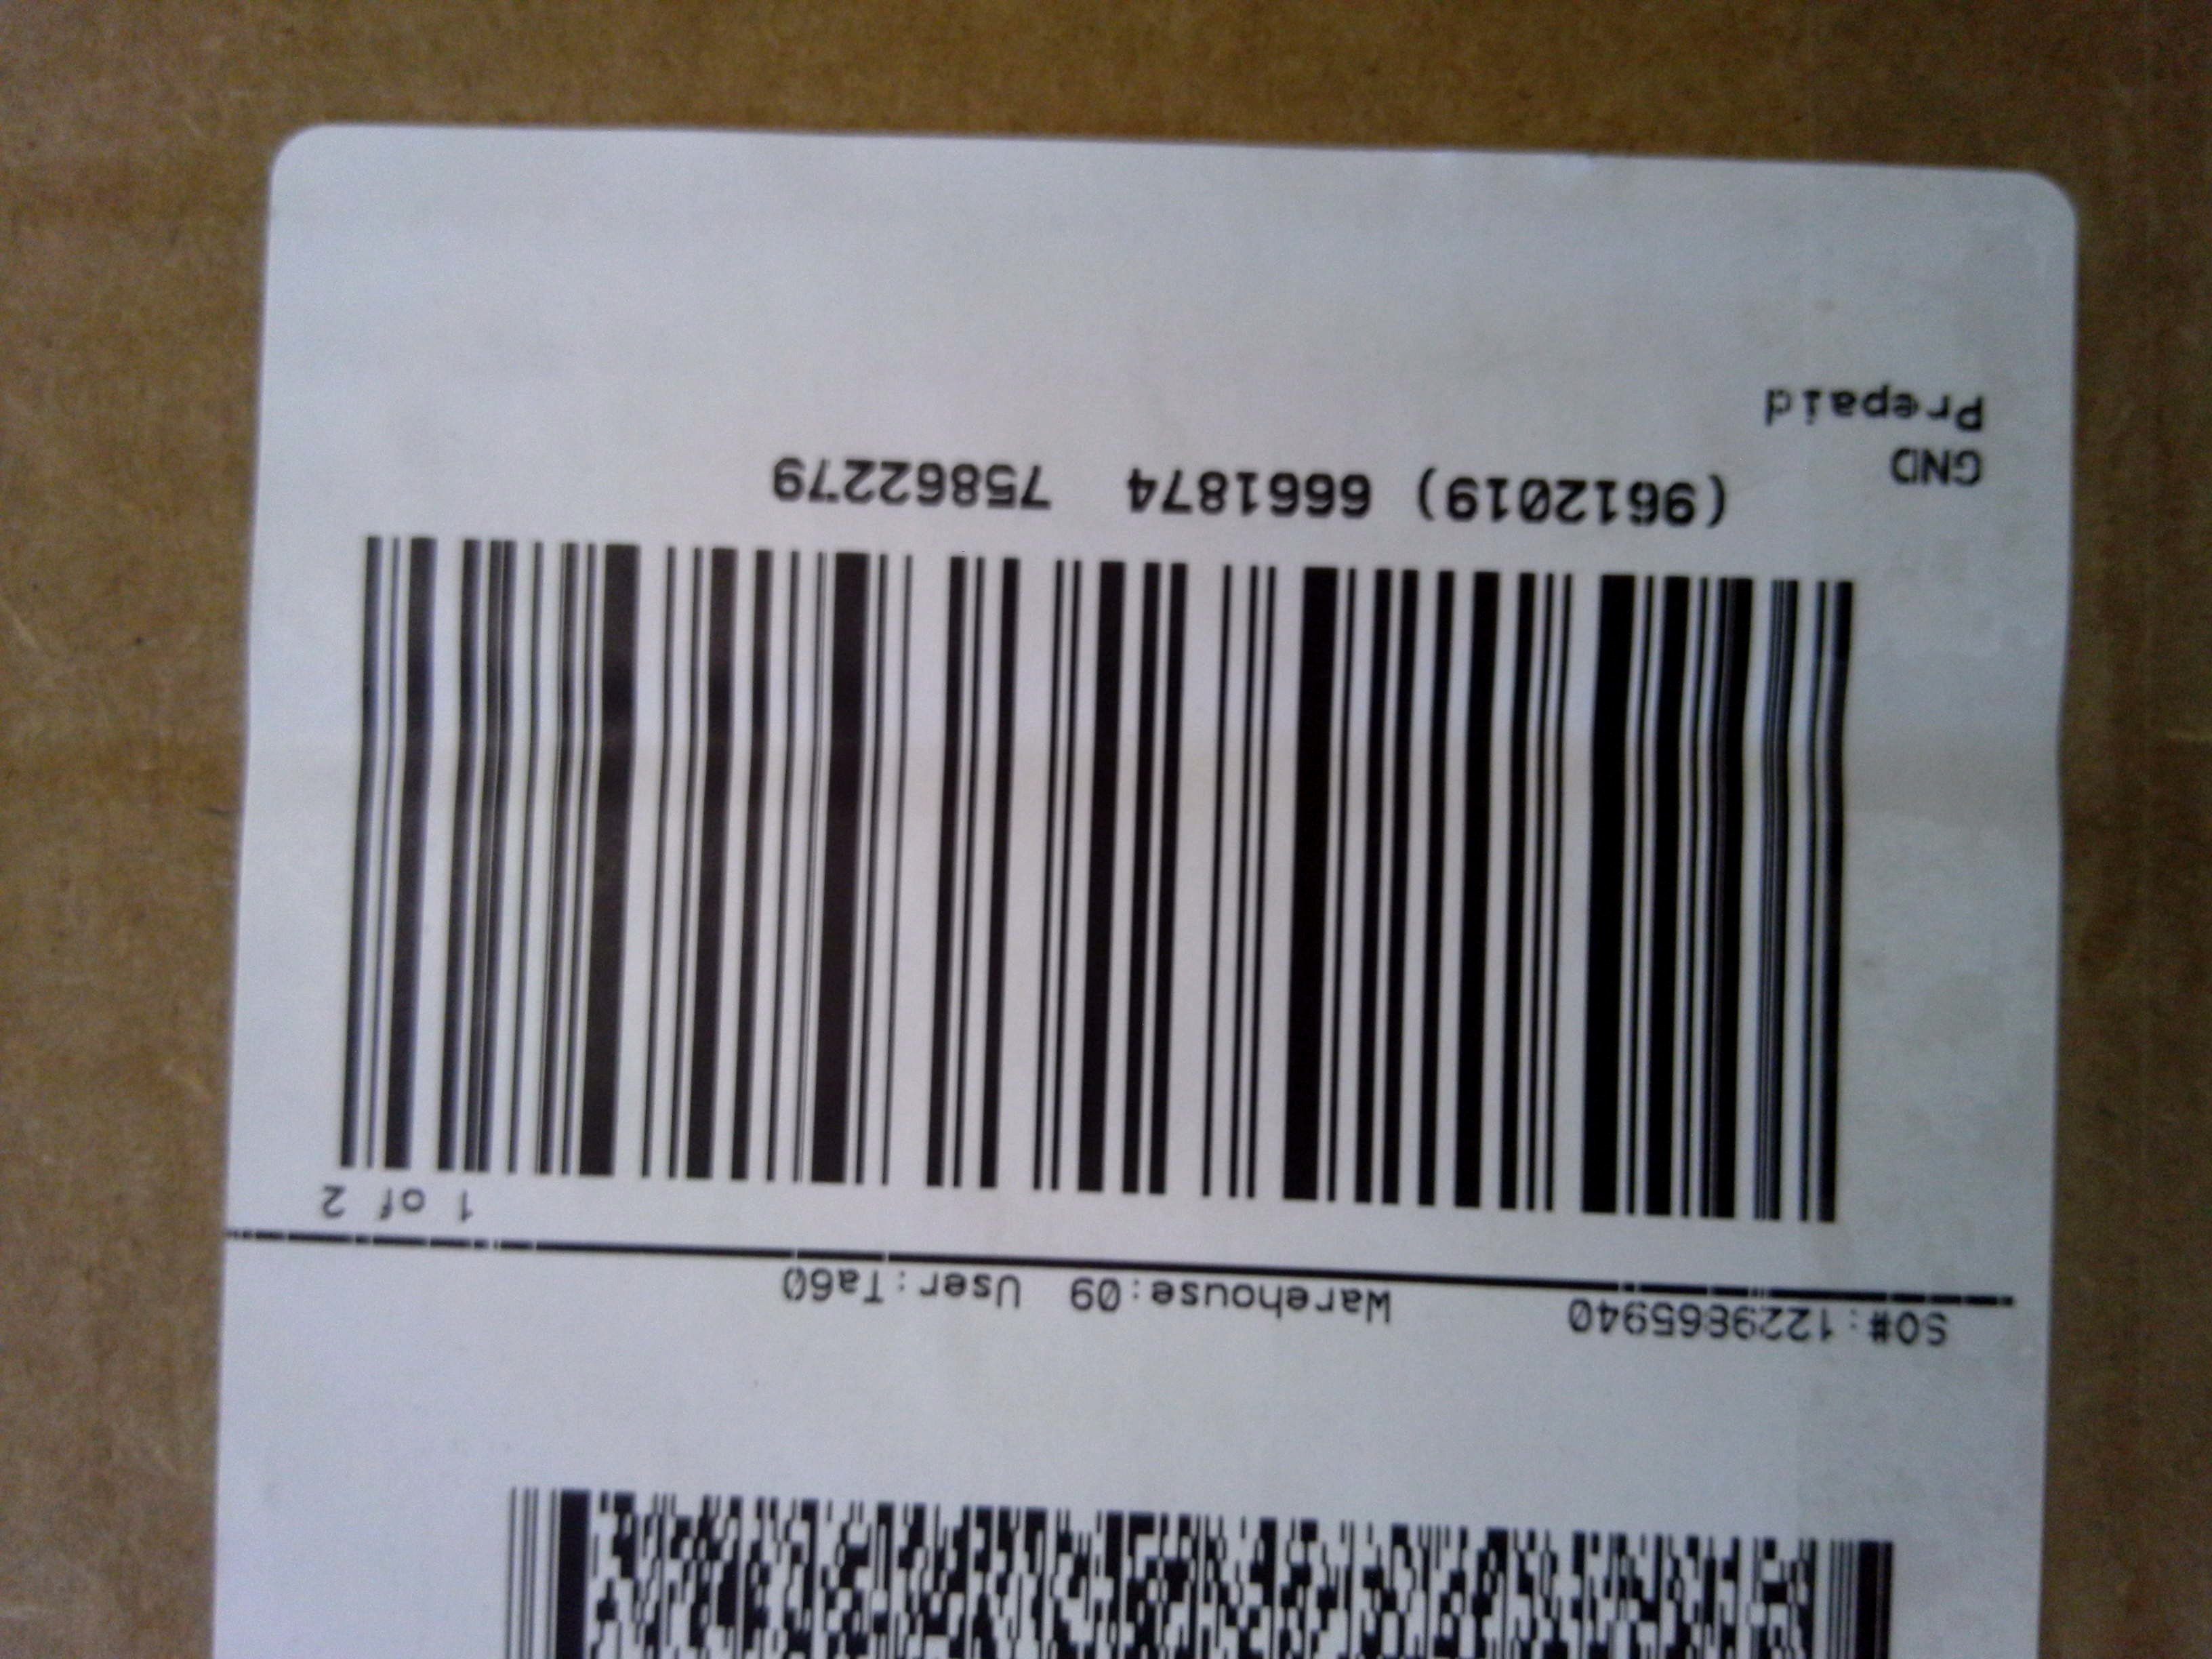 SO#:1229865940 Warehouse:09 User:Ta60
1 of 2
(9612019) 6661874 75862279
GND
Prepaid